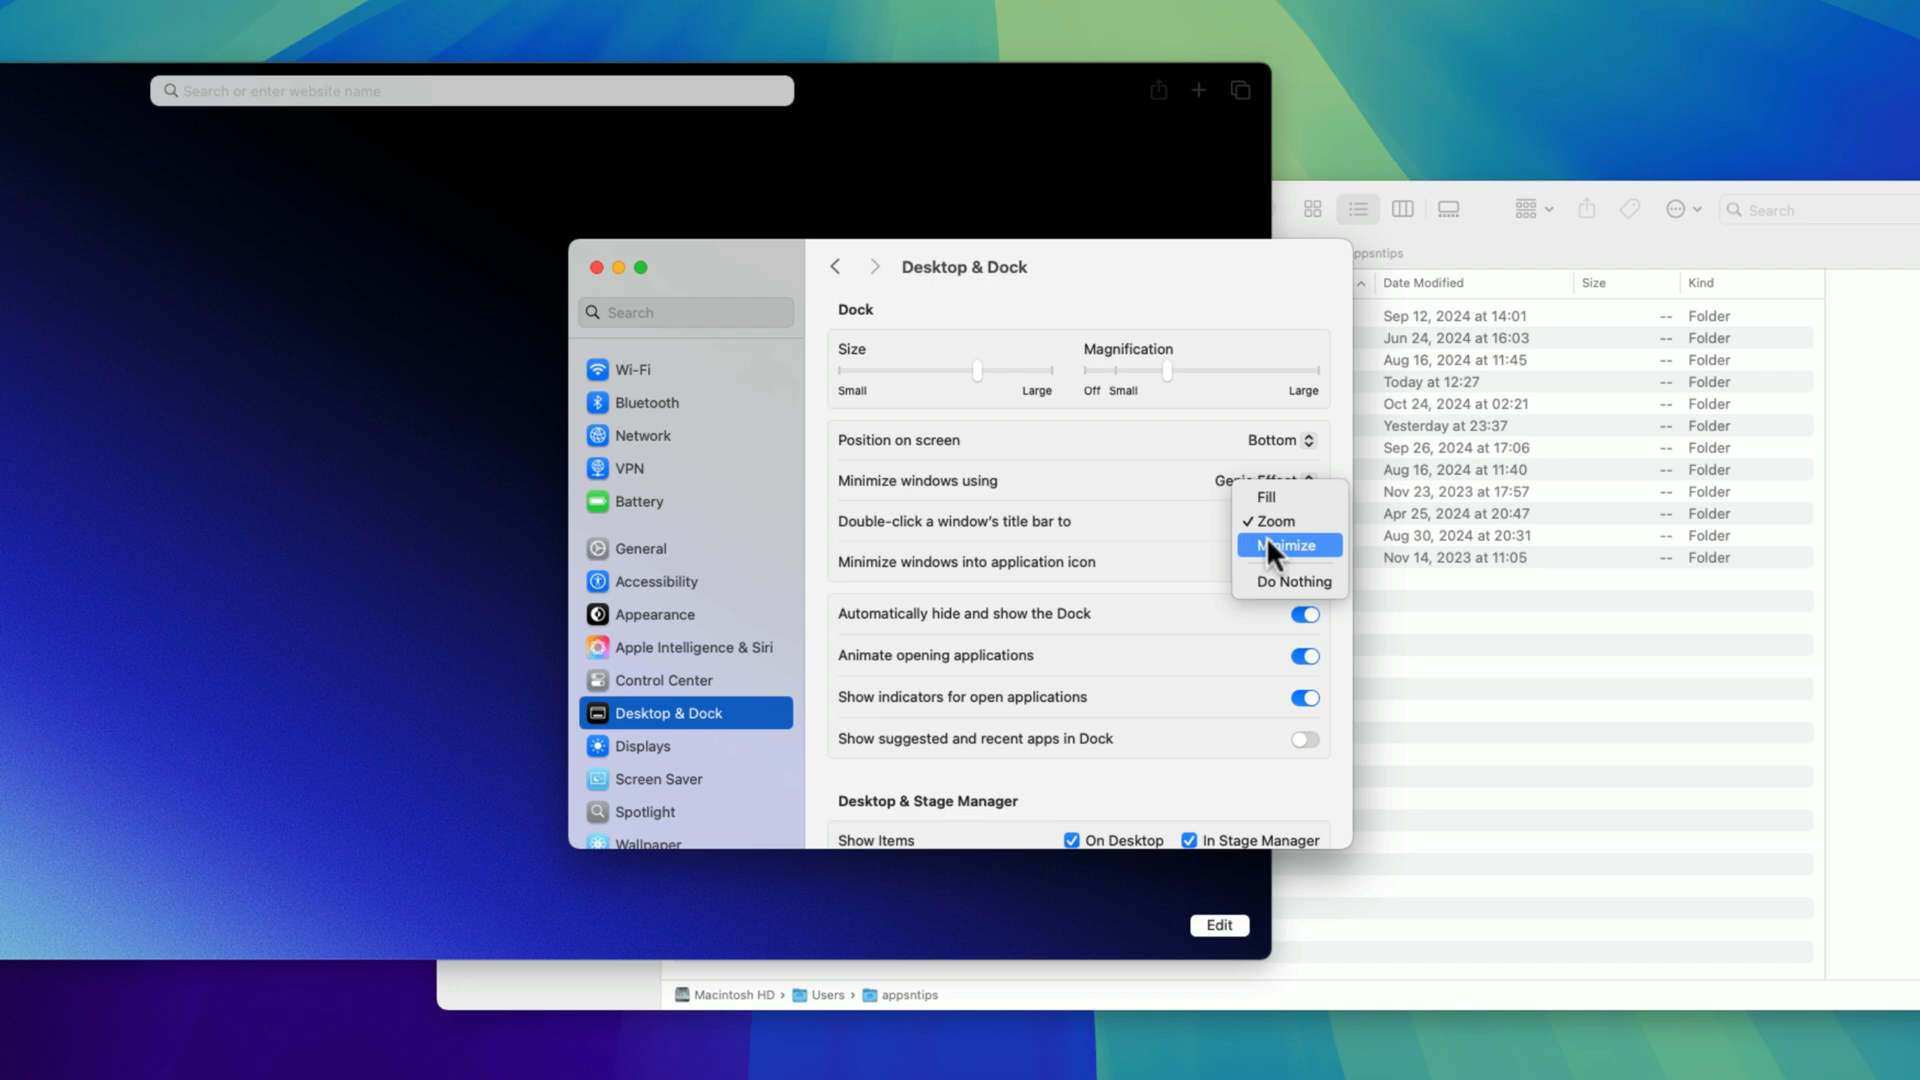 Search or enter website name
Search
ppsntips
Date Modified
Size
Kind
Sep 12, 2024 at 14:01 -- Folder
Jun 24, 2024 at 16:03 -- Folder
Aug 16, 2024 at 11:45 -- Folder
Today at 12:27 -- Folder
Oct 24, 2024 at 02:21 -- Folder
Yesterday at 23:37 -- Folder
Sep 26, 2024 at 17:06 -- Folder
Aug 16, 2024 at 11:40 -- Folder
Nov 23, 2023 at 17:57 -- Folder
Apr 25, 2024 at 20:47 -- Folder
Aug 30, 2024 at 20:31 -- Folder
Nov 14, 2023 at 11:05 -- Folder
Search
Wi-Fi
Bluetooth
Network
VPN
Battery
General
Accessibility
Appearance
Apple Intelligence & Siri
Control Center
Desktop & Dock
Displays
Screen Saver
Spotlight
Wallpaper
Desktop & Dock
Dock
Size
Small Large
Magnification
Off Small Large
Position on screen Bottom
Minimize windows using
Double-click a window's title bar to
Minimize windows into application icon
Fill
✓ Zoom
Minimize
Do Nothing
Automatically hide and show the Dock
Animate opening applications
Show indicators for open applications
Show suggested and recent apps in Dock
Desktop & Stage Manager
Show Items On Desktop In Stage Manager
Edit
Macintosh HD › Users › appsntips